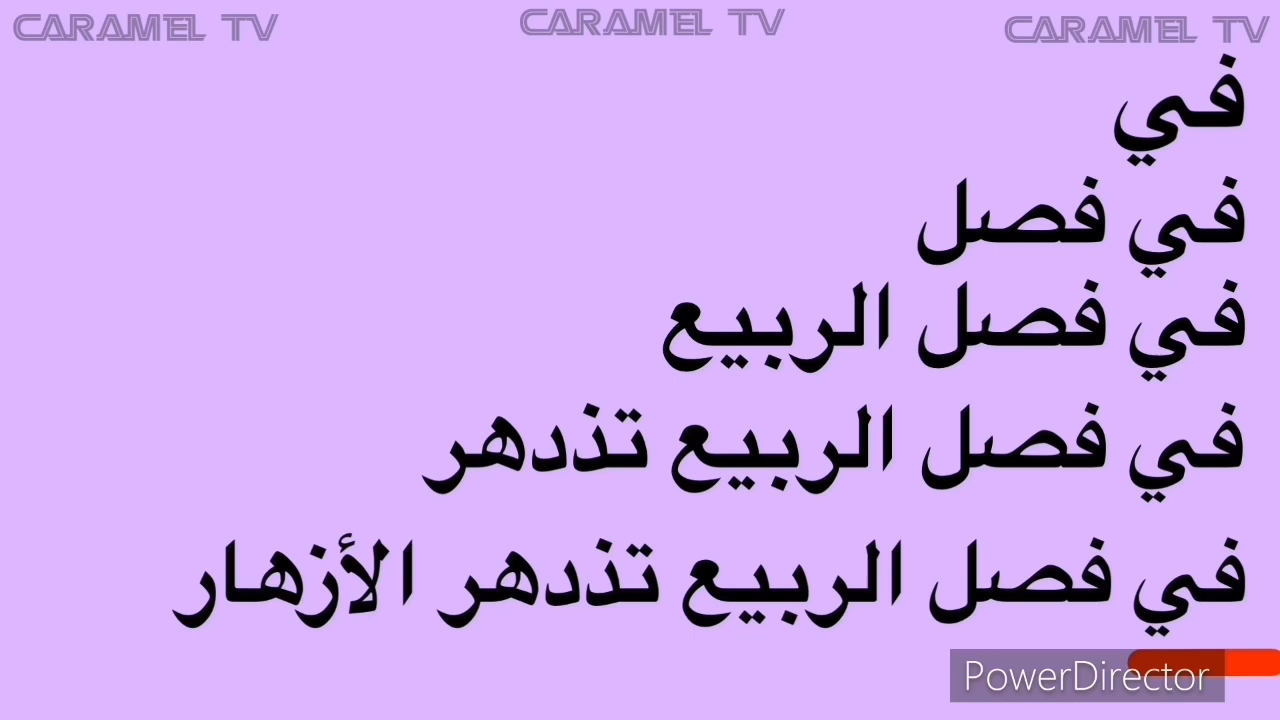 CARAMEL TV CARAMEL TV CARAMEL TV
في
في فصل
في فصل الربيع
في فصل الربيع تذدهر
في فصل الربيع تذدهر الأزهار
PowerDirector